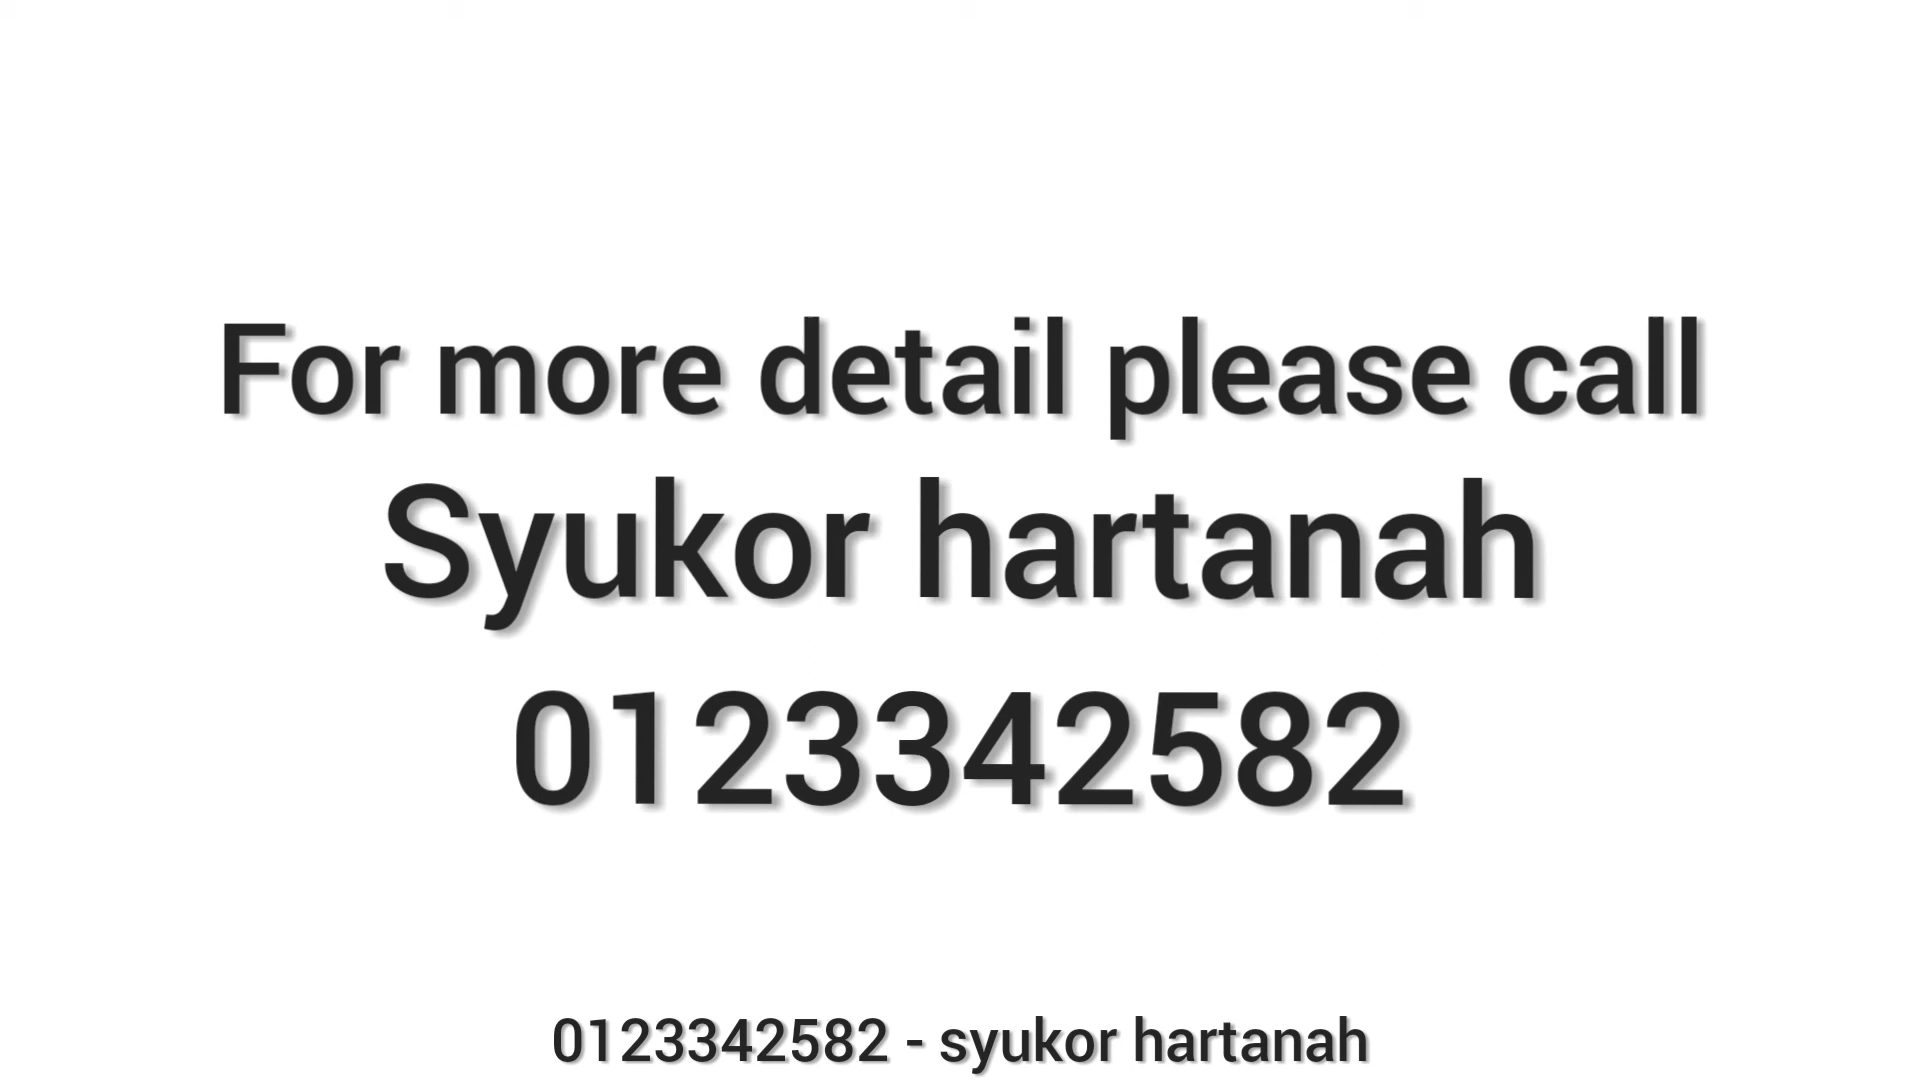 For more detail please call
Syukor hartanah
0123342582
0123342582 - syukor hartanah